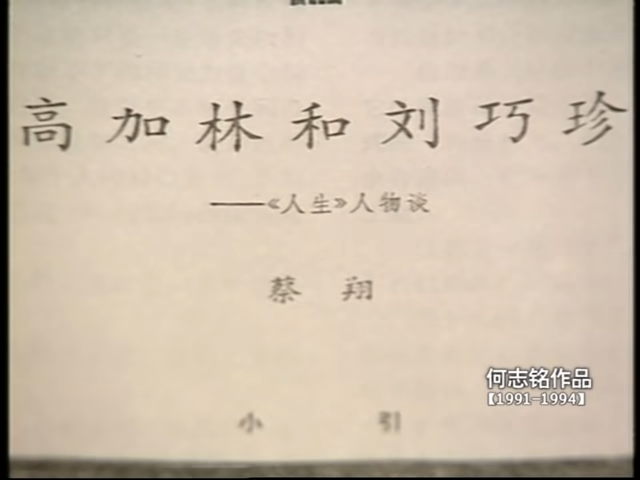 高加林和刘巧珍
——《人生》人物谈
蔡翔
小引
何志铭作品
【1991-1994】